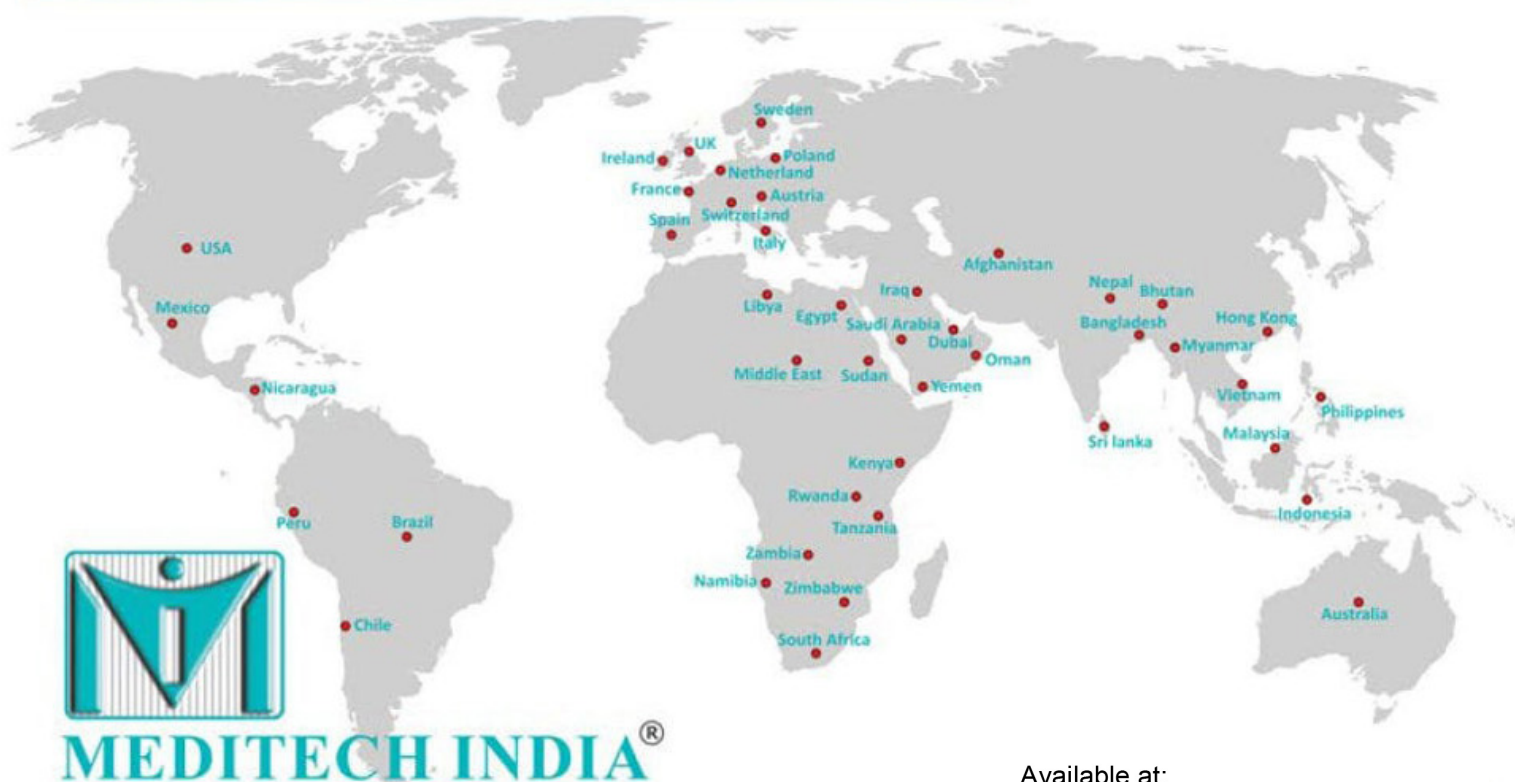 Sweden
UK
Ireland
Poland
Netherland
France
Austria
Switzerland
Spain
Italy
USA
Afghanistan
Mexico
Libya
Egypt
Iraq
Saudi Arabia
Dubai
Nepal
Bhutan
Bangladesh
Hong Kong
Myanmar
Oman
Middle East
Sudan
Yemen
Nicaragua
Vietnam
Philippines
Sri lanka
Malaysia
Kenya
Rwanda
Tanzania
Indonesia
Peru
Brazil
Zambia
Namibia
Zimbabwe
Australia
Chile
South Africa
MEDITECH INDIA®
Available at: